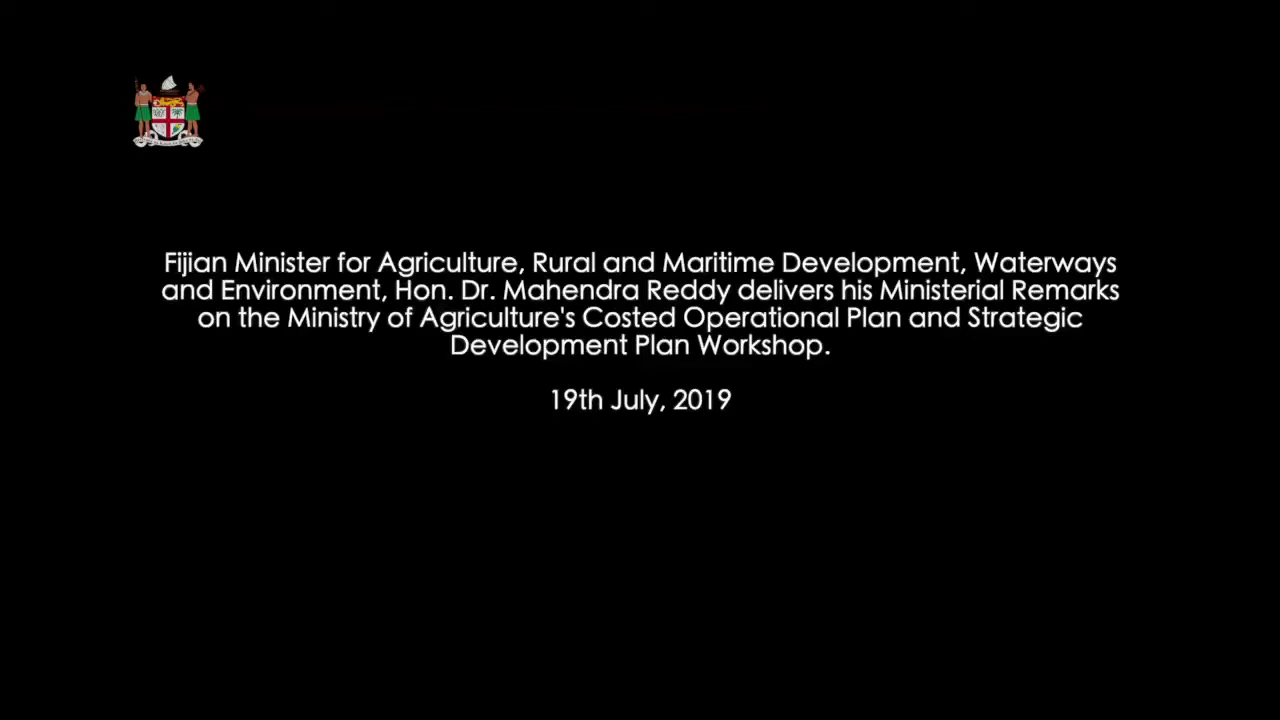 Fijian Minister for Agriculture, Rural and Maritime Development, Waterways
and Environment, Hon. Dr. Mahendra Reddy delivers his Ministerial Remarks
on the Ministry of Agriculture's Costed Operational Plan and Strategic
Development Plan Workshop.
19th July, 2019